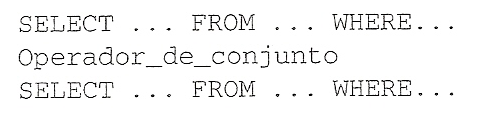 SELECT ... FROM ... WHERE...
Operador_de_conjunto
SELECT ... FROM ... WHERE...